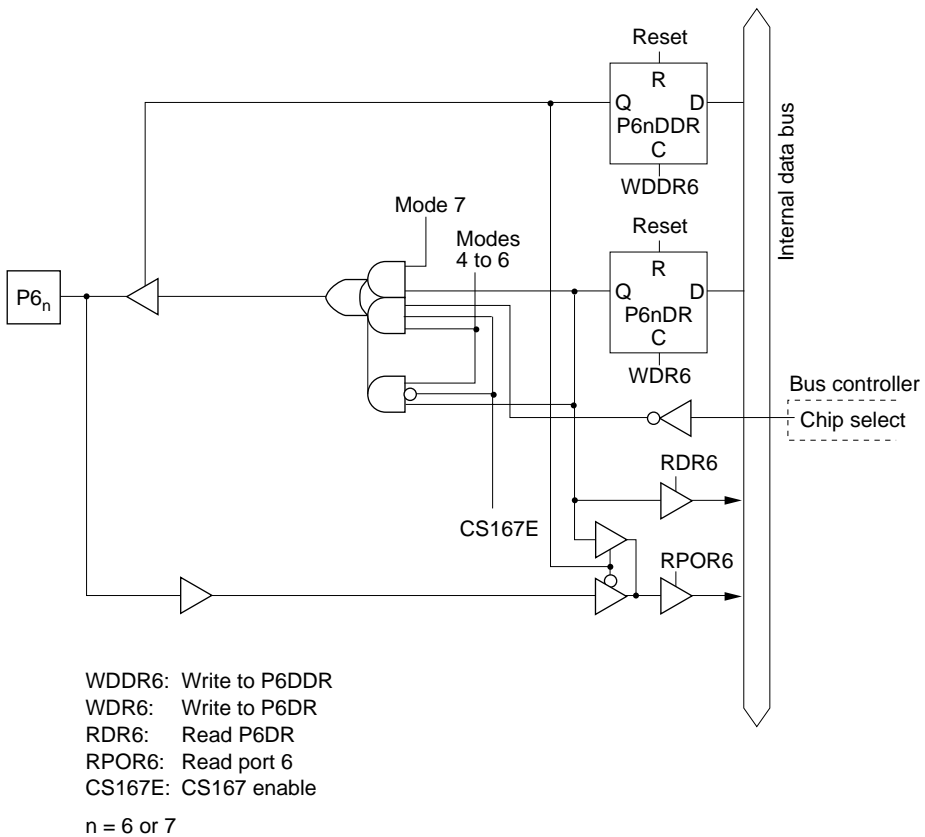 Reset
R
Q D
P6nDDR
C
WDDR6
Internal data bus
Mode 7
Modes
4 to 6
Reset
R
Q D
P6nDR
C
WDR6
P6n
Bus controller
Chip select
RDR6
CS167E
RPOR6
WDDR6: Write to P6DDR
WDR6: Write to P6DR
RDR6: Read P6DR
RPOR6: Read port 6
CS167E: CS167 enable
n = 6 or 7